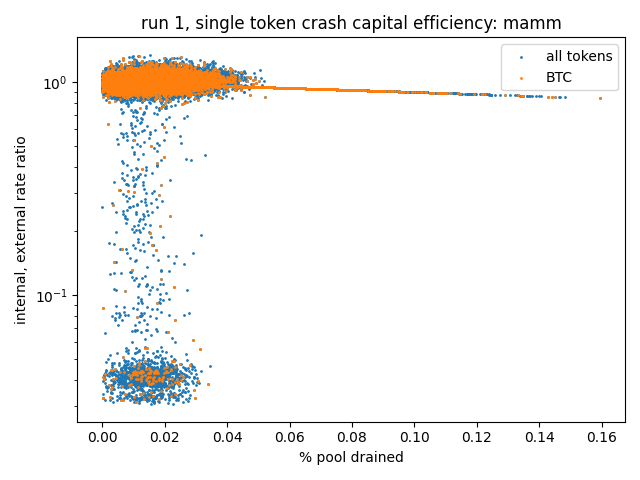 run 1, single token crash capital efficiency: mamm
all tokens
BTC
internal, external rate ratio
10⁰
10⁻¹
0.00 0.02 0.04 0.06 0.08 0.10 0.12 0.14 0.16
% pool drained